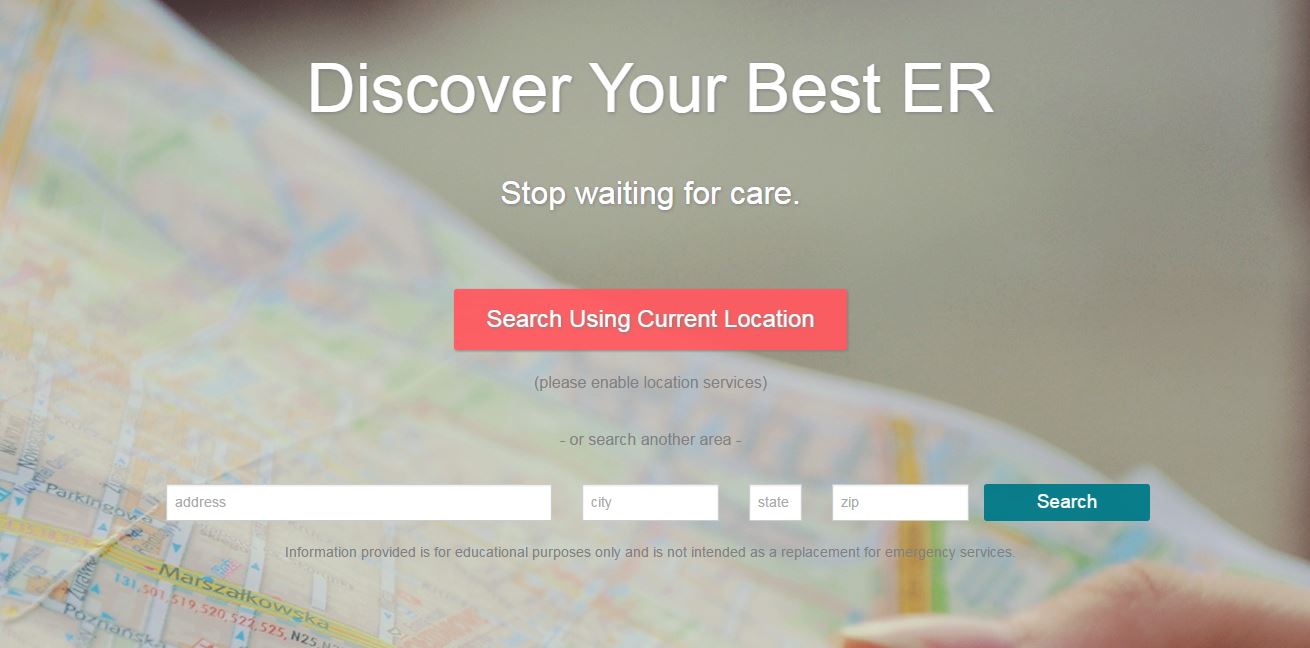 Discover Your Best ER
Stop waiting for care.
Search Using Current Location
(please enable location services)
- or search another area -
address city state zip Search
Information provided is for educational purposes only and is not intended as a replacement for emergency services.
Parkingowa
Marszałkowska
131,501,519,520,522,525, N25
Poznańska